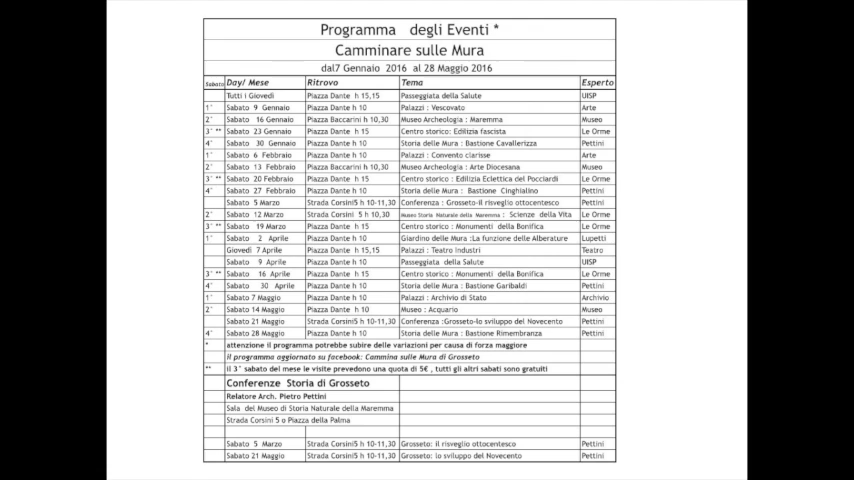 Programma degli Eventi *
Camminare sulle Mura
dal7 Gennaio 2016 al 28 Maggio 2016
Sabato Day/ Mese Ritrovo Tema Esperto
Tutti i Giovedì Piazza Dante h 15,15 Passeggiata della Salute UISP
1° Sabato 9 Gennaio Piazza Dante h 10 Palazzi : Vescovato Arte
2° Sabato 16 Gennaio Piazza Baccarini h 10,30 Museo Archeologia : Maremma Museo
3° ** Sabato 23 Gennaio Piazza Dante h 15 Centro storico: Edilizia fascista Le Orme
4° Sabato 30 Gennaio Piazza Dante h 10 Storia delle Mura : Bastione Cavallerizza Pettini
1° Sabato 6 Febbraio Piazza Dante h 10 Palazzi : Convento clarisse Arte
2° Sabato 13 Febbraio Piazza Baccarini h 10,30 Museo Archeologia : Arte Diocesana Museo
3° ** Sabato 20 Febbraio Piazza Dante h 15 Centro storico : Edilizia Eclettica del Pocciardi Le Orme
4° Sabato 27 Febbraio Piazza Dante h 10 Storia delle Mura : Bastione Cinghialino Pettini
Sabato 5 Marzo Strada Corsini5 h 10-11,30 Conferenza : Grosseto-il risveglio ottocentesco Pettini
2° Sabato 12 Marzo Strada Corsini 5 h 10,30 Museo Storia Naturale della Maremma : Scienze della Vita Le Orme
3° ** Sabato 19 Marzo Piazza Dante h 15 Centro storico : Monumenti della Bonifica Le Orme
1° Sabato 2 Aprile Piazza Dante h 10 Giardino delle Mura :La funzione delle Alberature Lupetti
Giovedì 7 Aprile Piazza Dante h 15,15 Palazzi : Teatro Industri Teatro
Sabato 9 Aprile Piazza Dante h 10 Passeggiata della Salute UISP
3° ** Sabato 16 Aprile Piazza Dante h 15 Centro storico : Monumenti della Bonifica Le Orme
4° Sabato 30 Aprile Piazza Dante h 10 Storia delle Mura : Bastione Garibaldi Pettini
1° Sabato 7 Maggio Piazza Dante h 10 Palazzi : Archivio di Stato Archivio
2° Sabato 14 Maggio Piazza Dante h 10 Museo : Acquario Museo
Sabato 21 Maggio Strada Corsini5 h 10-11,30 Conferenza :Grosseto-lo sviluppo del Novecento Pettini
4° Sabato 28 Maggio Piazza Dante h 10 Storia delle Mura : Bastione Rimembranza Pettini
* attenzione il programma potrebbe subire delle variazioni per causa di forza maggiore
il programma aggiornato su facebook: Cammina sulle Mura di Grosseto
** il 3° sabato del mese le visite prevedono una quota di 5€ , tutti gli altri sabati sono gratuiti
Conferenze Storia di Grosseto
Relatore Arch. Pietro Pettini
Sala del Museo di Storia Naturale della Maremma
Strada Corsini 5 o Piazza della Palma
Sabato 5 Marzo Strada Corsini5 h 10-11,30 Grosseto: il risveglio ottocentesco Pettini
Sabato 21 Maggio Strada Corsini5 h 10-11,30 Grosseto: lo sviluppo del Novecento Pettini